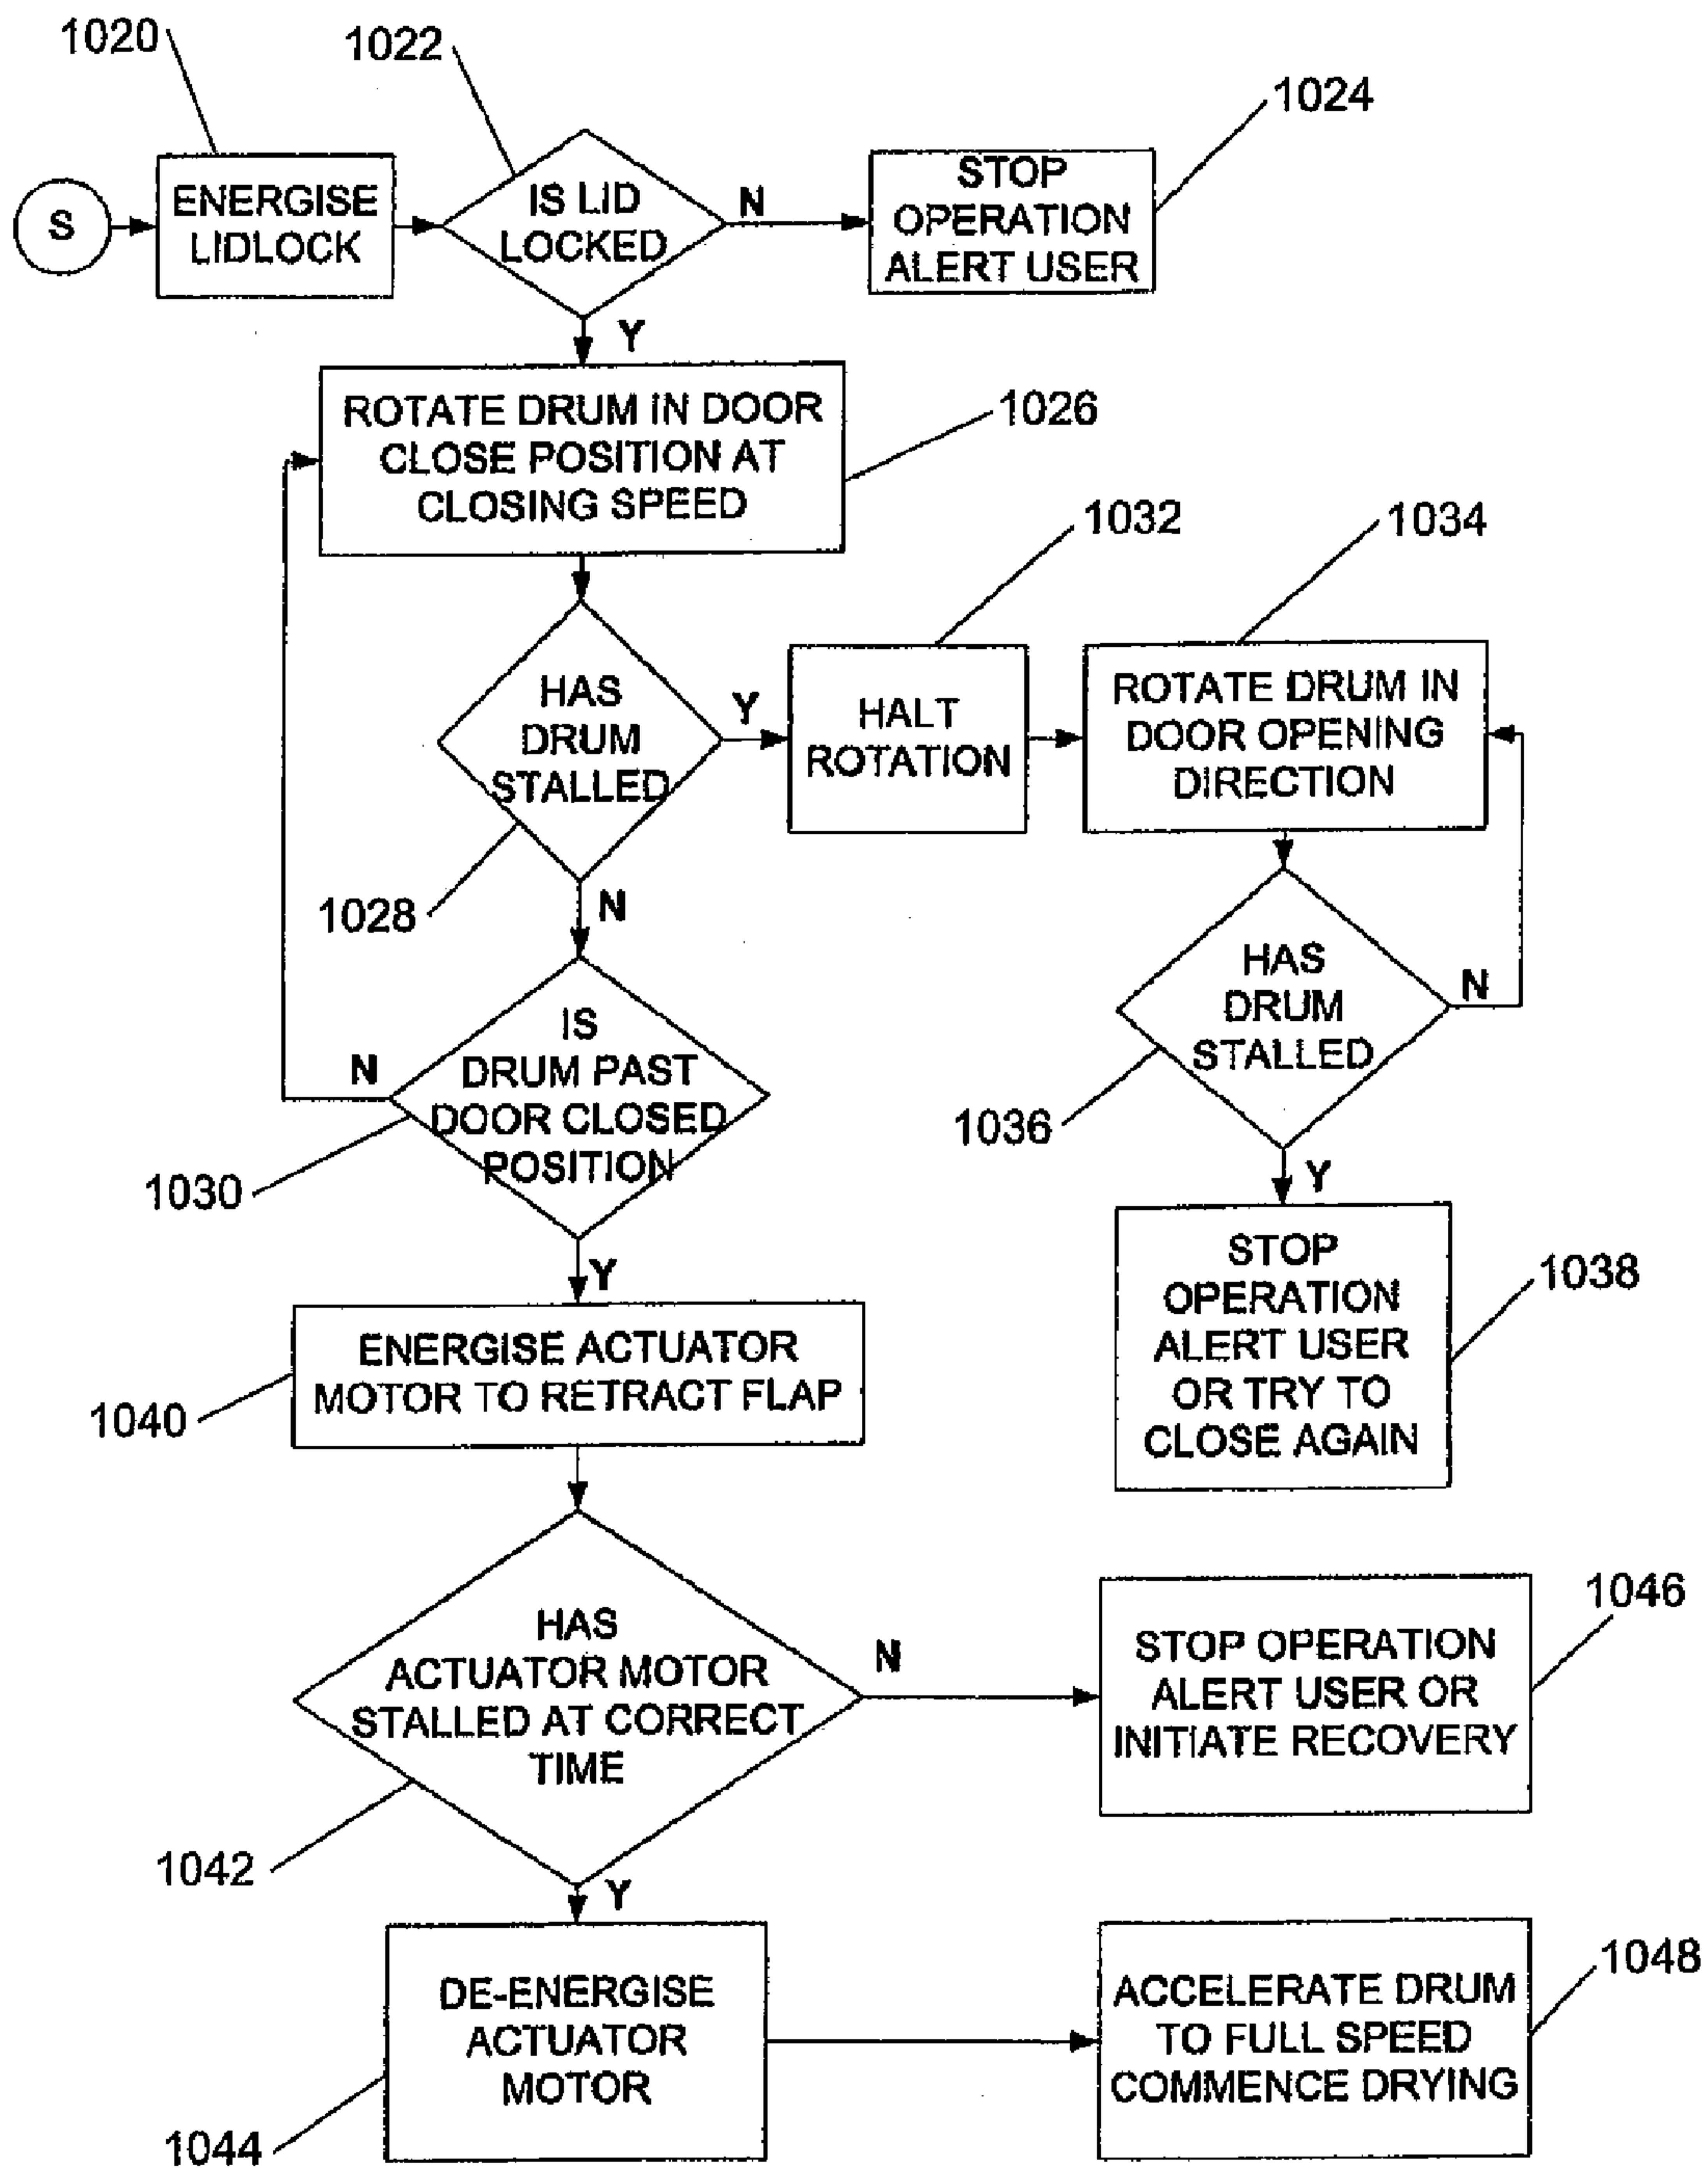 1020
1022
1024
S
ENERGISE
LIDLOCK
IS LID
LOCKED
N
STOP
OPERATION
ALERT USER
Y
ROTATE DRUM IN DOOR
CLOSE POSITION AT
CLOSING SPEED
1026
1032
1034
HAS
DRUM
STALLED
Y
HALT
ROTATION
ROTATE DRUM IN
DOOR OPENING
DIRECTION
1028
N
HAS
DRUM
STALLED
N
1036
Y
IS
DRUM PAST
DOOR CLOSED
POSITION
N
1030
Y
STOP
OPERATION
ALERT USER
OR TRY TO
CLOSE AGAIN
1038
ENERGISE ACTUATOR
MOTOR TO RETRACT FLAP
1040
HAS
ACTUATOR MOTOR
STALLED AT CORRECT
TIME
N
1046
STOP OPERATION
ALERT USER OR
INITIATE RECOVERY
1042
Y
DE-ENERGISE
ACTUATOR
MOTOR
1044
ACCELERATE DRUM
TO FULL SPEED
COMMENCE DRYING
1048